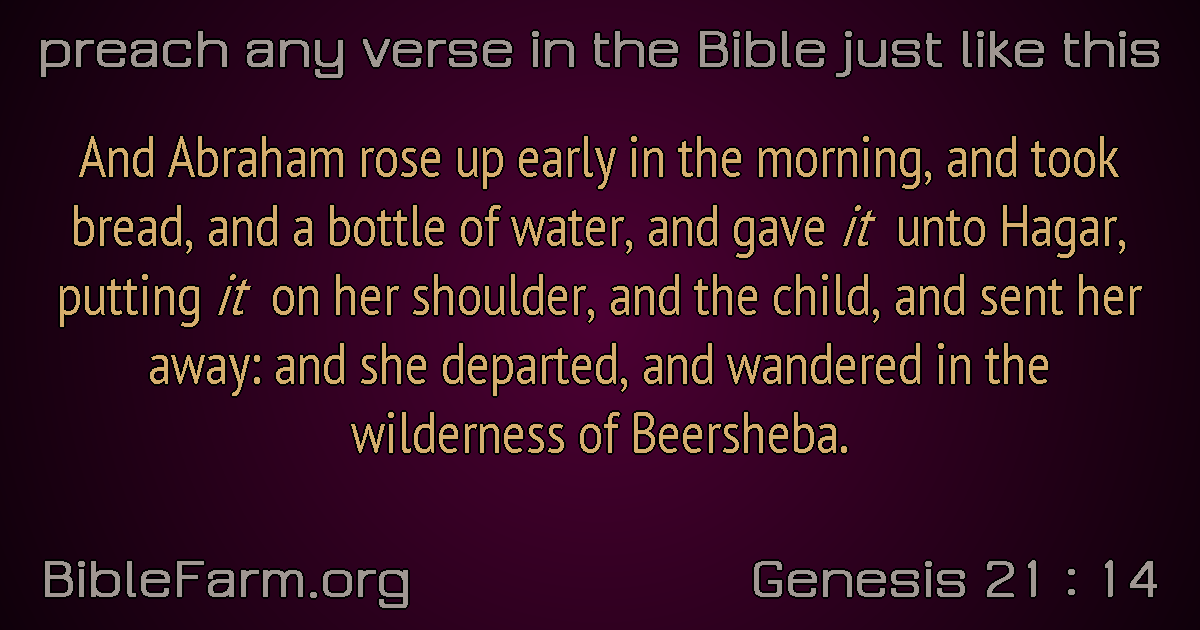 preach any verse in the Bible just like this
And Abraham rose up early in the morning, and took
bread, and a bottle of water, and gave it unto Hagar,
putting it on her shoulder, and the child, and sent her
away: and she departed, and wandered in the
wilderness of Beersheba.
BibleFarm.org
Genesis 21 : 14